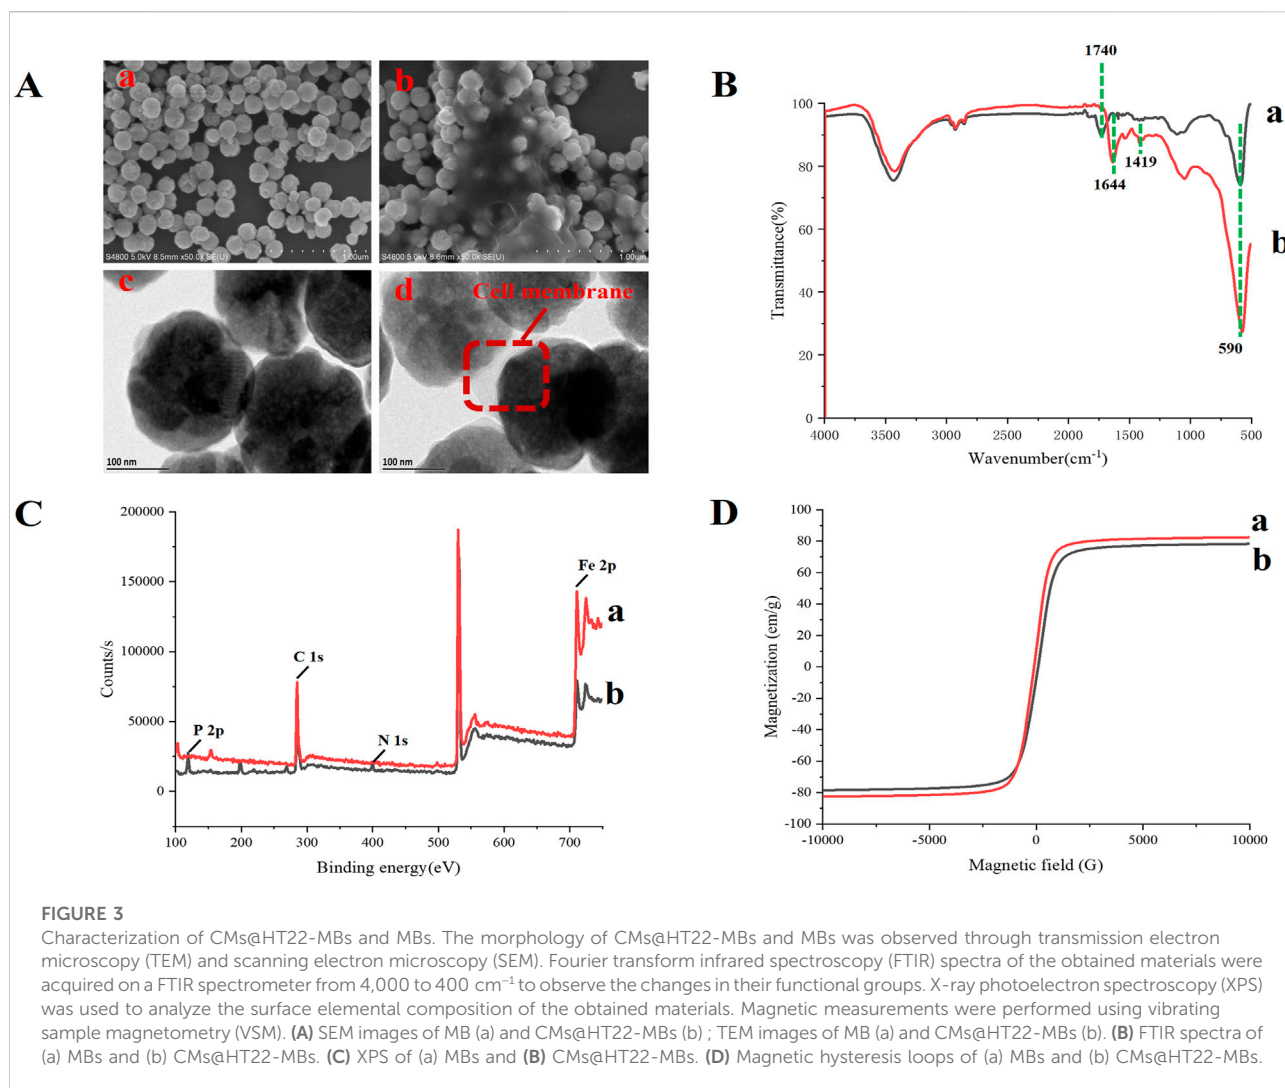 A
a
b
S4800 5.0kV 8.5mm x50.0k SE(U)
1.00um
S4800 5.0kV 8.6mm x50.0k SE(U)
1.00um
c
100 nm
d
Cell membrane
100 nm
B
1740
1644
1419
590
a
b
Transmittance(%)
100
80
60
40
20
0
4000 3500 3000 2500 2000 1500 1000 500
Wavenumber(cm⁻¹)
C
200000
150000
100000
50000
0
Counts/s
P 2p
C 1s
N 1s
Fe 2p
a
b
100 200 300 400 500 600 700
Binding energy(eV)
D
100
80
60
40
20
0
-20
-40
-60
-80
-100
Magnetization (em/g)
a
b
-10000 -5000 0 5000 10000
Magnetic field (G)
FIGURE 3
Characterization of CMs@HT22-MBs and MBs. The morphology of CMs@HT22-MBs and MBs was observed through transmission electron
microscopy (TEM) and scanning electron microscopy (SEM). Fourier transform infrared spectroscopy (FTIR) spectra of the obtained materials were
acquired on a FTIR spectrometer from 4,000 to 400 cm⁻¹ to observe the changes in their functional groups. X-ray photoelectron spectroscopy (XPS)
was used to analyze the surface elemental composition of the obtained materials. Magnetic measurements were performed using vibrating
sample magnetometry (VSM). (A) SEM images of MB (a) and CMs@HT22-MBs (b) ; TEM images of MB (a) and CMs@HT22-MBs (b). (B) FTIR spectra of
(a) MBs and (b) CMs@HT22-MBs. (C) XPS of (a) MBs and (B) CMs@HT22-MBs. (D) Magnetic hysteresis loops of (a) MBs and (b) CMs@HT22-MBs.